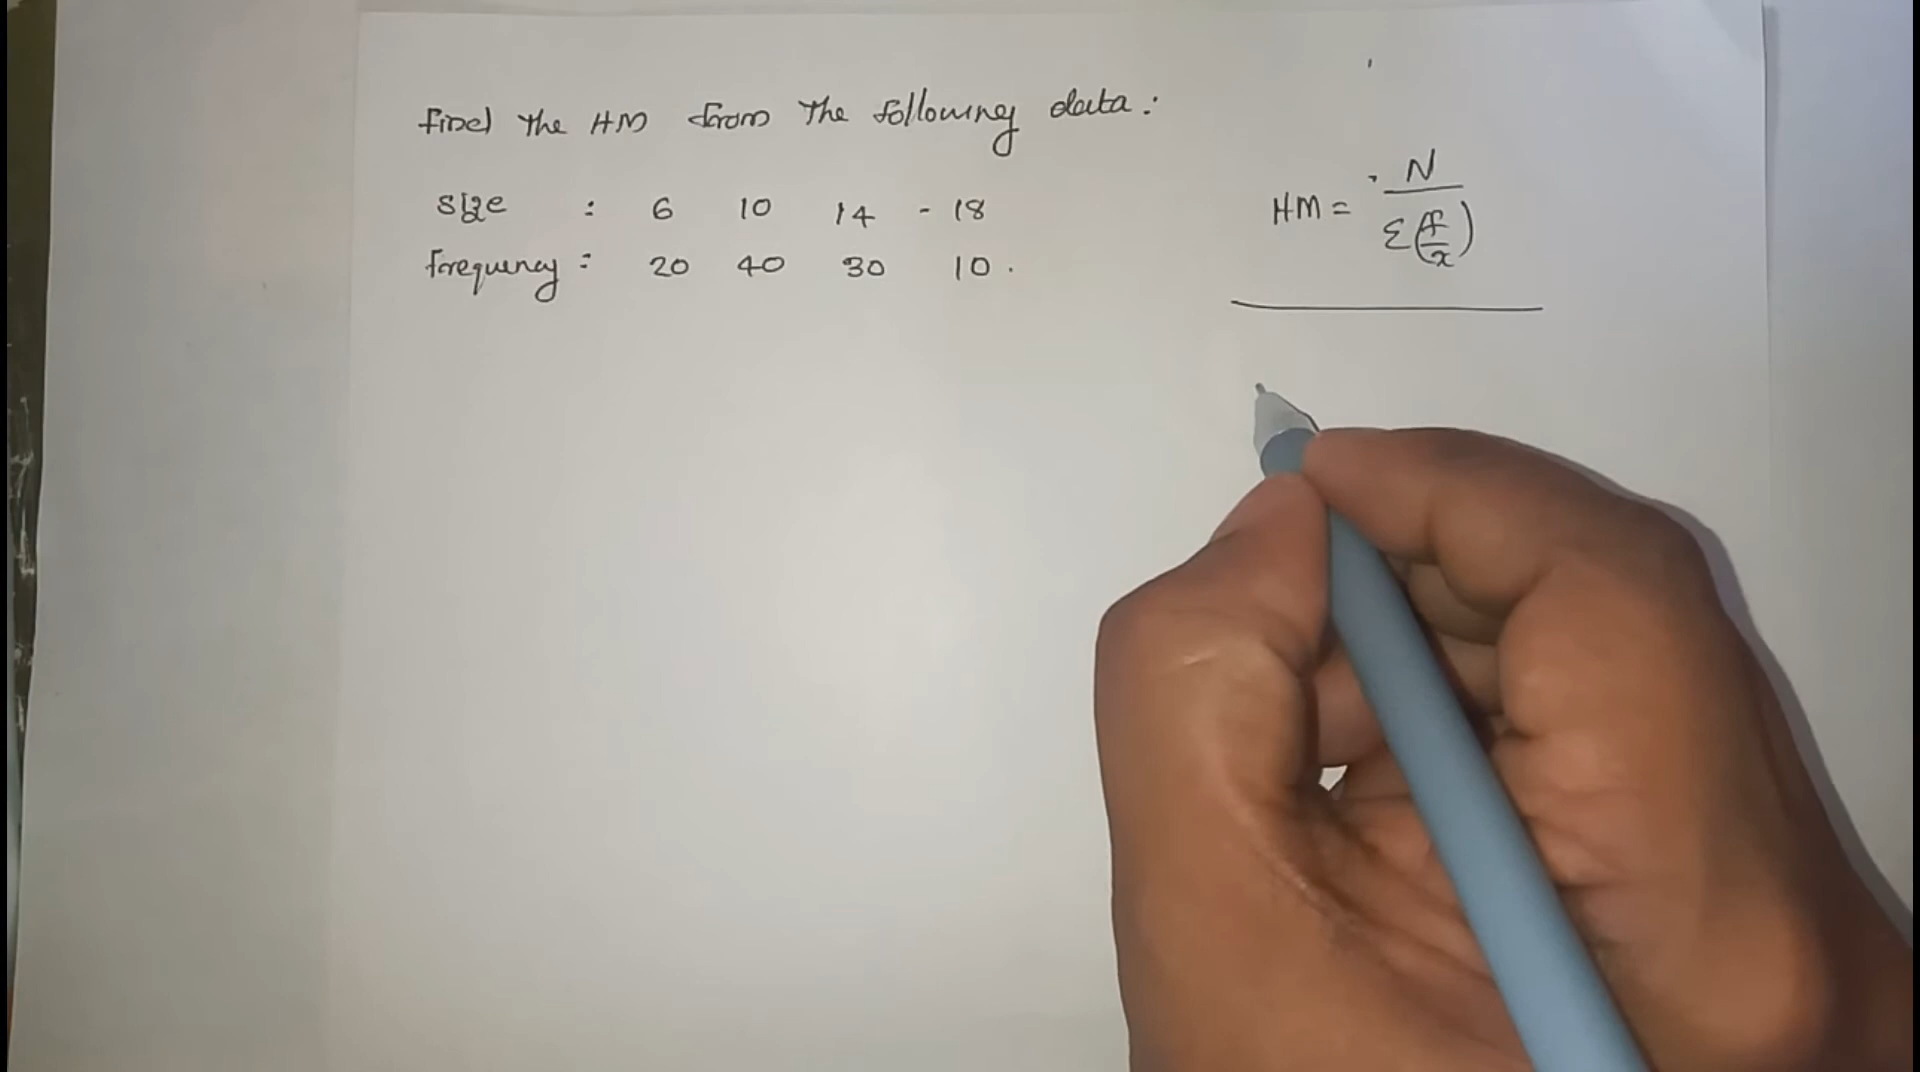 Find the HM from the following data:
size : 6 10 14 - 18
frequency : 20 40 30 10.
HM = N / Σ(f/x)